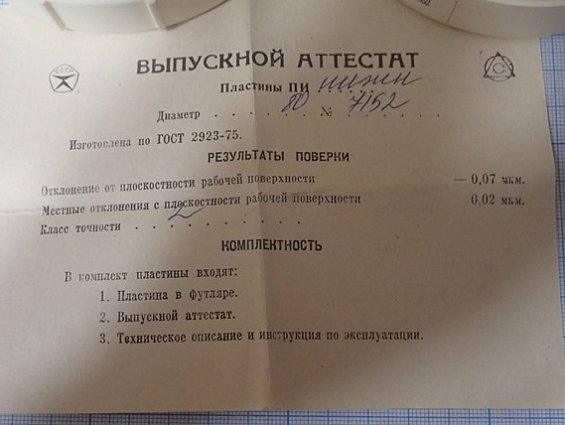 ВЫПУСКНОЙ АТТЕСТАТ
Пластины ПИ нижн
Диаметр . . . . . 80 . № 7152 . . . .
Изготовлена по ГОСТ 2923-75.
РЕЗУЛЬТАТЫ ПОВЕРКИ
Отклонение от плоскостности рабочей поверхности — 0,07 мкм.
Местные отклонения с плоскостности рабочей поверхности 0,02 мкм.
Класс точности . . 2 . . . . . . .
КОМПЛЕКТНОСТЬ
В комплект пластины входят:
1. Пластина в футляре.
2. Выпускной аттестат.
3. Техническое описание и инструкция по эксплуатации.